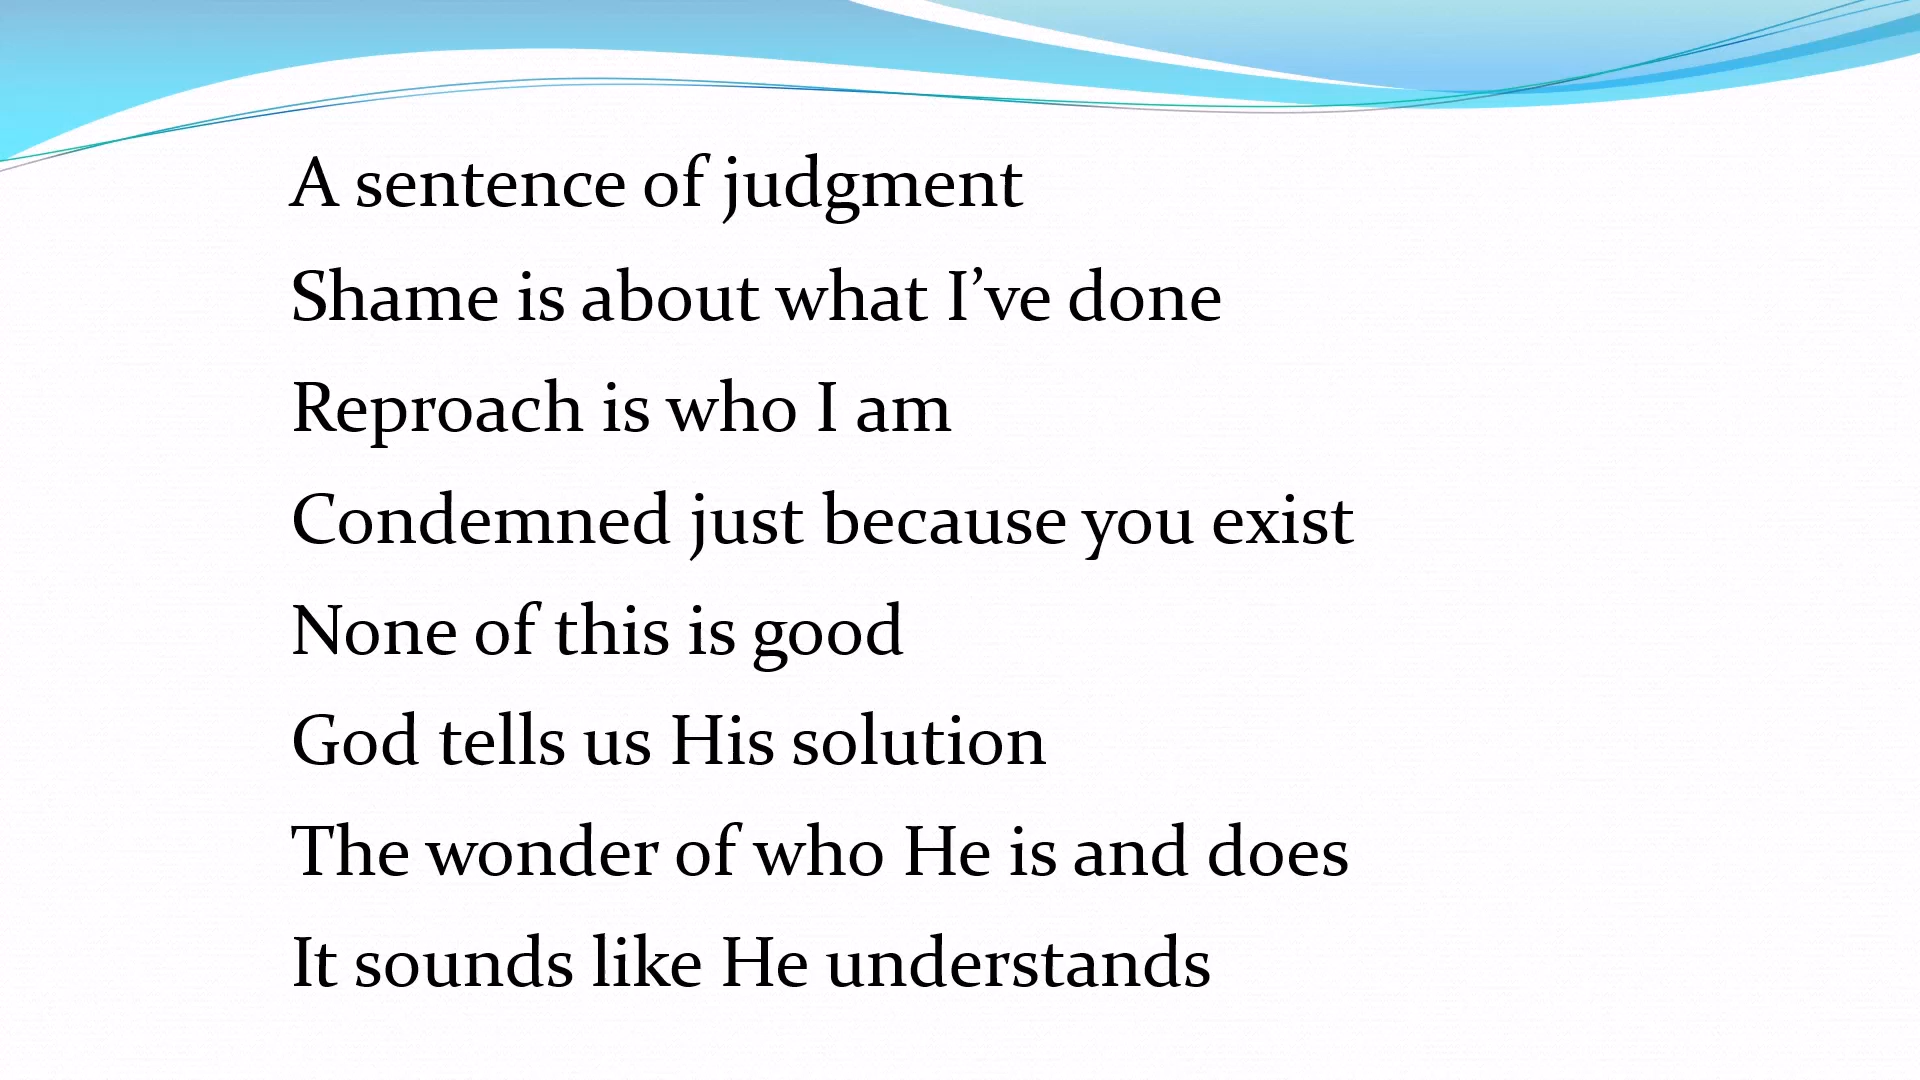 A sentence of judgment
Shame is about what I’ve done
Reproach is who I am
Condemned just because you exist
None of this is good
God tells us His solution
The wonder of who He is and does
It sounds like He understands